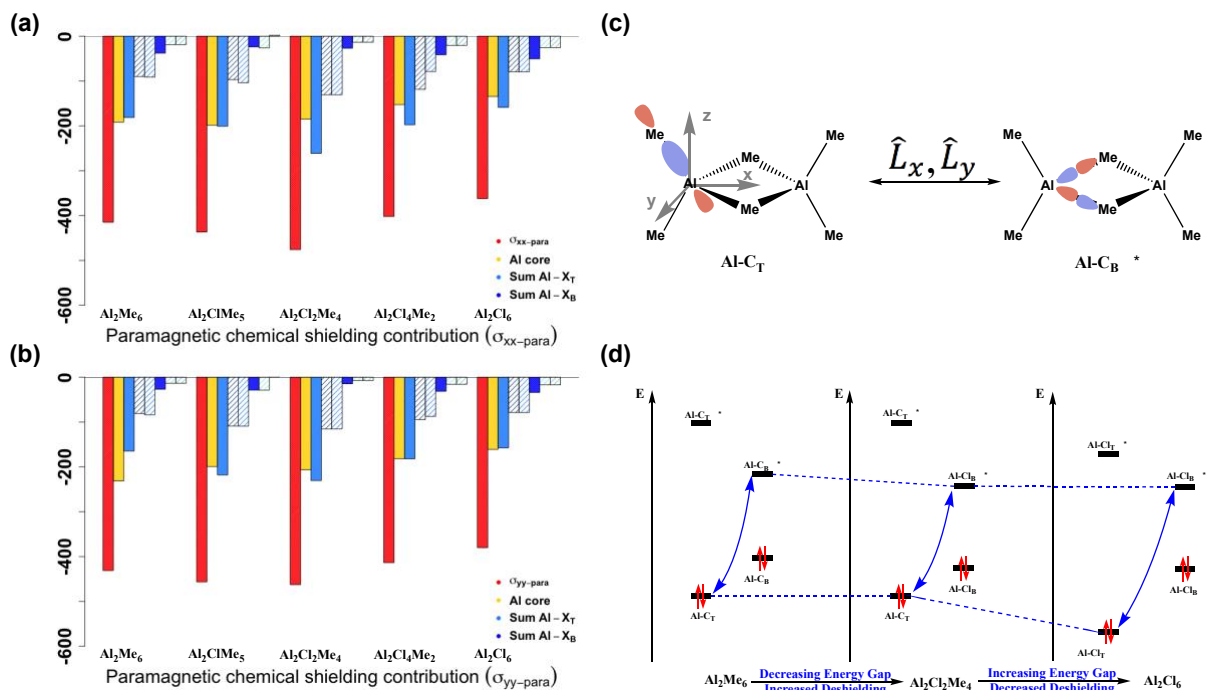 (a)
0
-200
-400
-600
σxx-para
Al core
Sum Al - XT
Sum Al - XB
Al2Me6 Al2ClMe5 Al2Cl2Me4 Al2Cl4Me2 Al2Cl6
Paramagnetic chemical shielding contribution (σxx-para)
(b)
0
-200
-400
-600
σyy-para
Al core
Sum Al - XT
Sum Al - XB
Al2Me6 Al2ClMe5 Al2Cl2Me4 Al2Cl4Me2 Al2Cl6
Paramagnetic chemical shielding contribution (σyy-para)
(c)
Me z Me Me Me
Al x Al
y Me
Me Me
Al-CT
L̂x, L̂y
Me Me Me
Al Al
Me Me Me
Al-CB *
(d)
E E E
Al-CT * Al-CT * Al-ClT *
Al-CB * Al-ClB * Al-ClB *
Al-CB Al-ClB Al-ClB
Al-CT Al-CT Al-ClT
Al2Me6 Decreasing Energy Gap Al2Cl2Me4 Increasing Energy Gap Al2Cl6
Increased Deshielding Decreased Deshielding